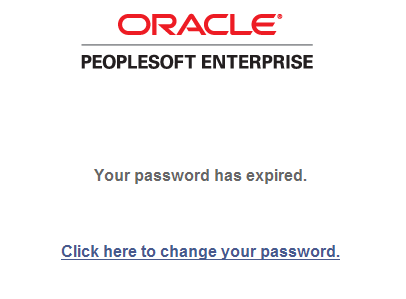 ORACLE®
PEOPLESOFT ENTERPRISE
Your password has expired.
Click here to change your password.